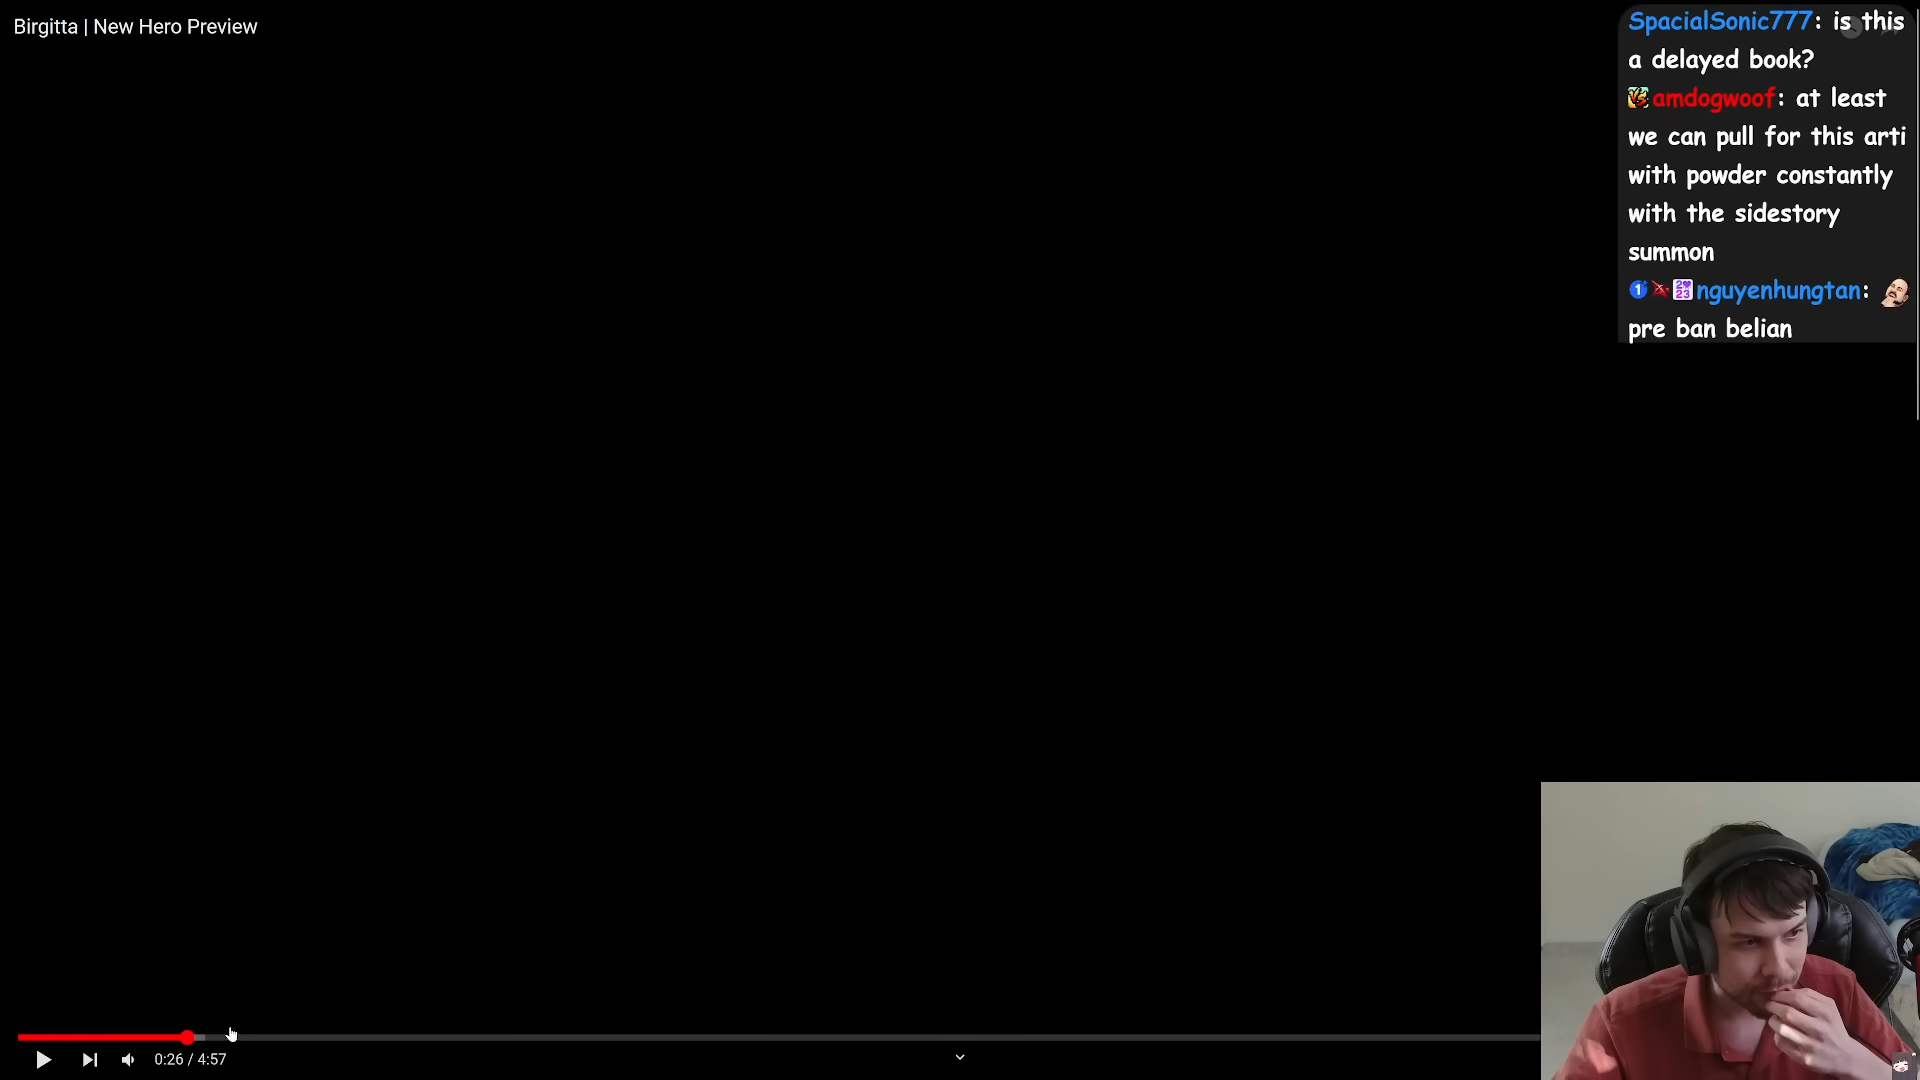 Birgitta | New Hero Preview
SpacialSonic777: is this
a delayed book?
amdogwoof: at least
we can pull for this arti
with powder constantly
with the sidestory
summon
nguyenhungtan:
pre ban belian
0:26 / 4:57